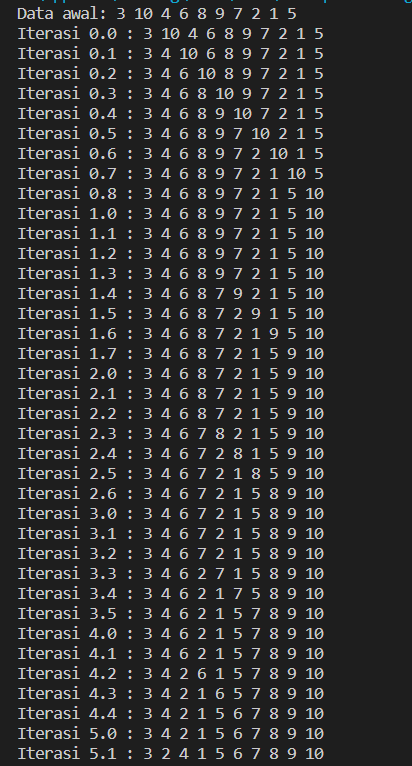 Data awal: 3 10 4 6 8 9 7 2 1 5
Iterasi 0.0 : 3 10 4 6 8 9 7 2 1 5
Iterasi 0.1 : 3 4 10 6 8 9 7 2 1 5
Iterasi 0.2 : 3 4 6 10 8 9 7 2 1 5
Iterasi 0.3 : 3 4 6 8 10 9 7 2 1 5
Iterasi 0.4 : 3 4 6 8 9 10 7 2 1 5
Iterasi 0.5 : 3 4 6 8 9 7 10 2 1 5
Iterasi 0.6 : 3 4 6 8 9 7 2 10 1 5
Iterasi 0.7 : 3 4 6 8 9 7 2 1 10 5
Iterasi 0.8 : 3 4 6 8 9 7 2 1 5 10
Iterasi 1.0 : 3 4 6 8 9 7 2 1 5 10
Iterasi 1.1 : 3 4 6 8 9 7 2 1 5 10
Iterasi 1.2 : 3 4 6 8 9 7 2 1 5 10
Iterasi 1.3 : 3 4 6 8 9 7 2 1 5 10
Iterasi 1.4 : 3 4 6 8 7 9 2 1 5 10
Iterasi 1.5 : 3 4 6 8 7 2 9 1 5 10
Iterasi 1.6 : 3 4 6 8 7 2 1 9 5 10
Iterasi 1.7 : 3 4 6 8 7 2 1 5 9 10
Iterasi 2.0 : 3 4 6 8 7 2 1 5 9 10
Iterasi 2.1 : 3 4 6 8 7 2 1 5 9 10
Iterasi 2.2 : 3 4 6 8 7 2 1 5 9 10
Iterasi 2.3 : 3 4 6 7 8 2 1 5 9 10
Iterasi 2.4 : 3 4 6 7 2 8 1 5 9 10
Iterasi 2.5 : 3 4 6 7 2 1 8 5 9 10
Iterasi 2.6 : 3 4 6 7 2 1 5 8 9 10
Iterasi 3.0 : 3 4 6 7 2 1 5 8 9 10
Iterasi 3.1 : 3 4 6 7 2 1 5 8 9 10
Iterasi 3.2 : 3 4 6 7 2 1 5 8 9 10
Iterasi 3.3 : 3 4 6 2 7 1 5 8 9 10
Iterasi 3.4 : 3 4 6 2 1 7 5 8 9 10
Iterasi 3.5 : 3 4 6 2 1 5 7 8 9 10
Iterasi 4.0 : 3 4 6 2 1 5 7 8 9 10
Iterasi 4.1 : 3 4 6 2 1 5 7 8 9 10
Iterasi 4.2 : 3 4 2 6 1 5 7 8 9 10
Iterasi 4.3 : 3 4 2 1 6 5 7 8 9 10
Iterasi 4.4 : 3 4 2 1 5 6 7 8 9 10
Iterasi 5.0 : 3 4 2 1 5 6 7 8 9 10
Iterasi 5.1 : 3 2 4 1 5 6 7 8 9 10